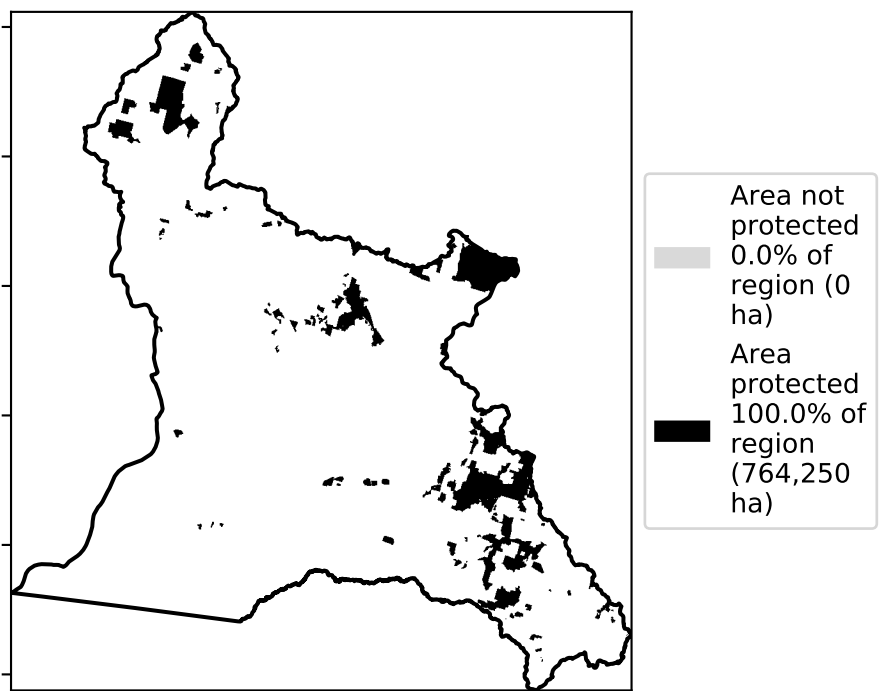 Area not
protected
0.0% of
region (0
ha)
Area
protected
100.0% of
region
(764,250
ha)